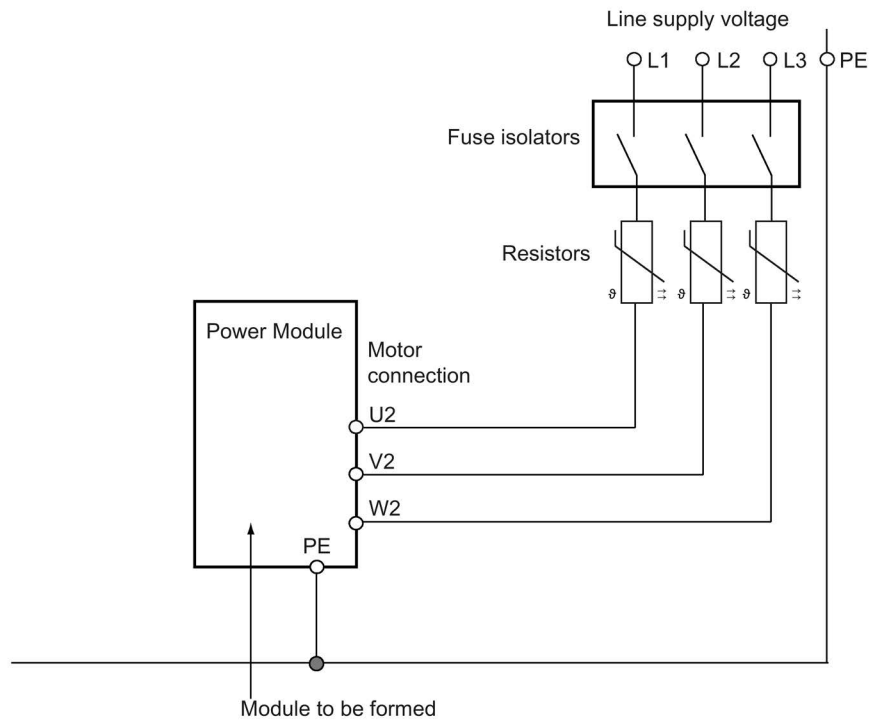 Line supply voltage
L1
L2
L3
PE
Fuse isolators
Resistors
ϑ
ϑ
ϑ
Power Module
Motor
connection
U2
V2
W2
PE
Module to be formed